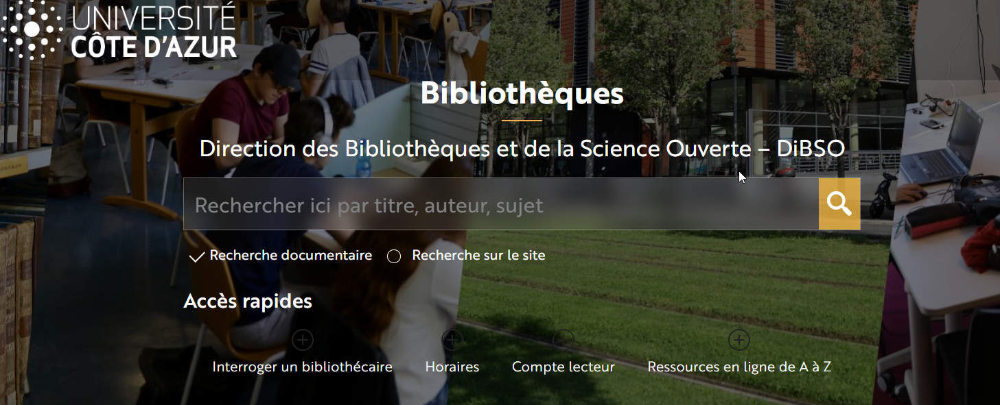 UNIVERSITÉ
CÔTE D'AZUR
Bibliothèques
Direction des Bibliothèques et de la Science Ouverte – DiBSO
Rechercher ici par titre, auteur, sujet
Recherche documentaire Recherche sur le site
Accès rapides
Interroger un bibliothécaire Horaires Compte lecteur Ressources en ligne de A à Z